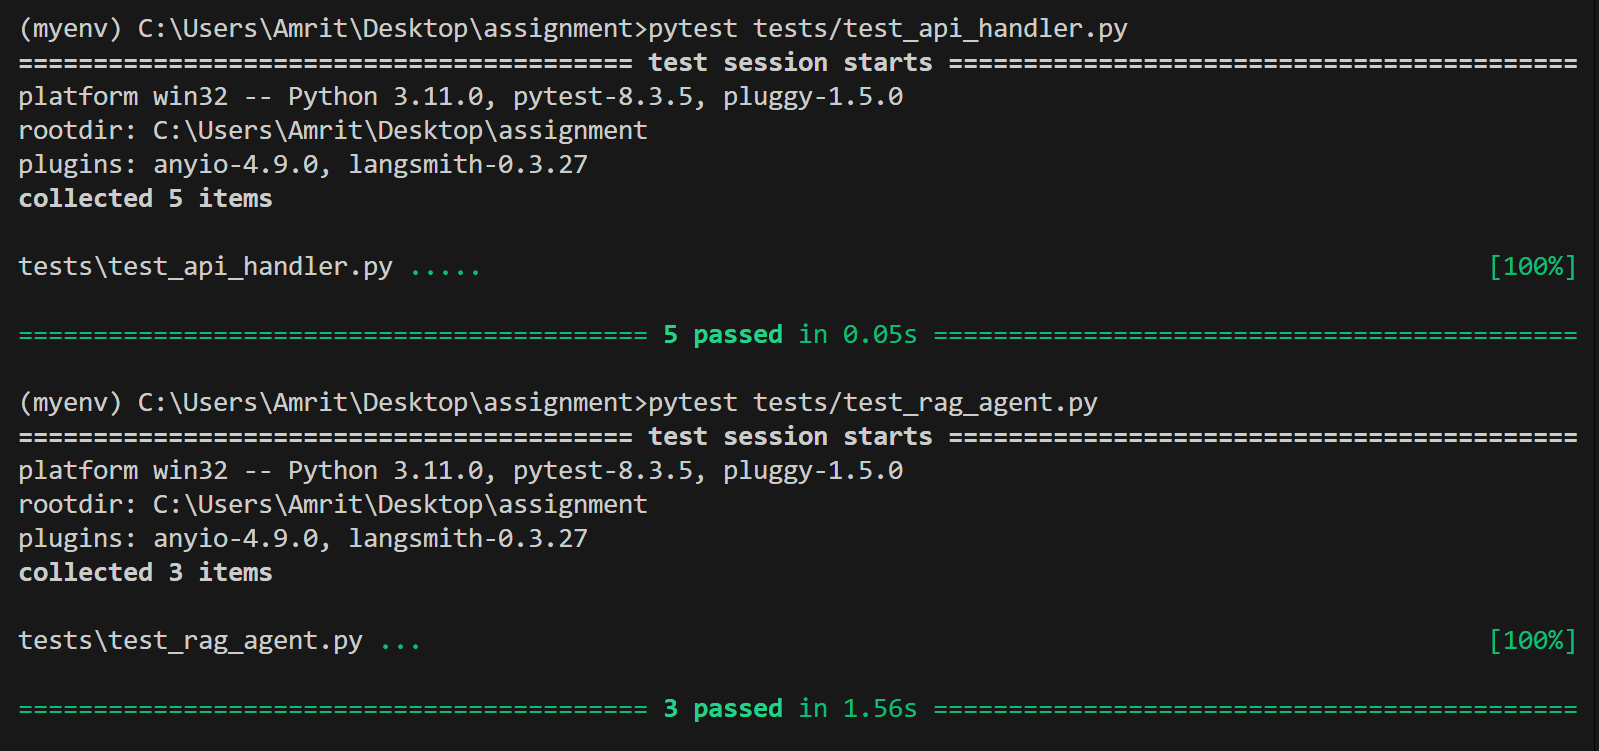 (myenv) C:\Users\Amrit\Desktop\assignment>pytest tests/test_api_handler.py
========================================= test session starts ==========================================
platform win32 -- Python 3.11.0, pytest-8.3.5, pluggy-1.5.0
rootdir: C:\Users\Amrit\Desktop\assignment
plugins: anyio-4.9.0, langsmith-0.3.27
collected 5 items
tests\test_api_handler.py ..... [100%]
========================================== 5 passed in 0.05s ===========================================
(myenv) C:\Users\Amrit\Desktop\assignment>pytest tests/test_rag_agent.py
========================================= test session starts ==========================================
platform win32 -- Python 3.11.0, pytest-8.3.5, pluggy-1.5.0
rootdir: C:\Users\Amrit\Desktop\assignment
plugins: anyio-4.9.0, langsmith-0.3.27
collected 3 items
tests\test_rag_agent.py ... [100%]
========================================== 3 passed in 1.56s ===========================================